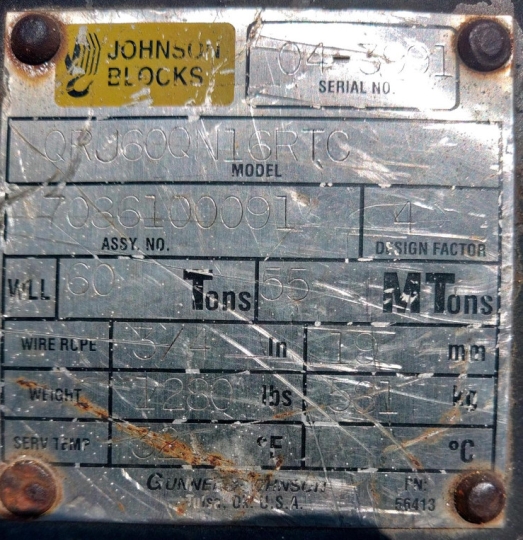 JOHNSON
BLOCKS
04-3991
SERIAL NO.
QRJ60QN16RTC
MODEL
7086100091 4
ASSY. NO. DESIGN FACTOR
WLL 60 Tons 55 MTons
WIRE ROPE 3/4 in 19 mm
WEIGHT 1280 lbs 581 kg
SERV TEMP °F °C
GUNNEBO JOHNSON
TULSA, OK. U.S.A. PN:
56413